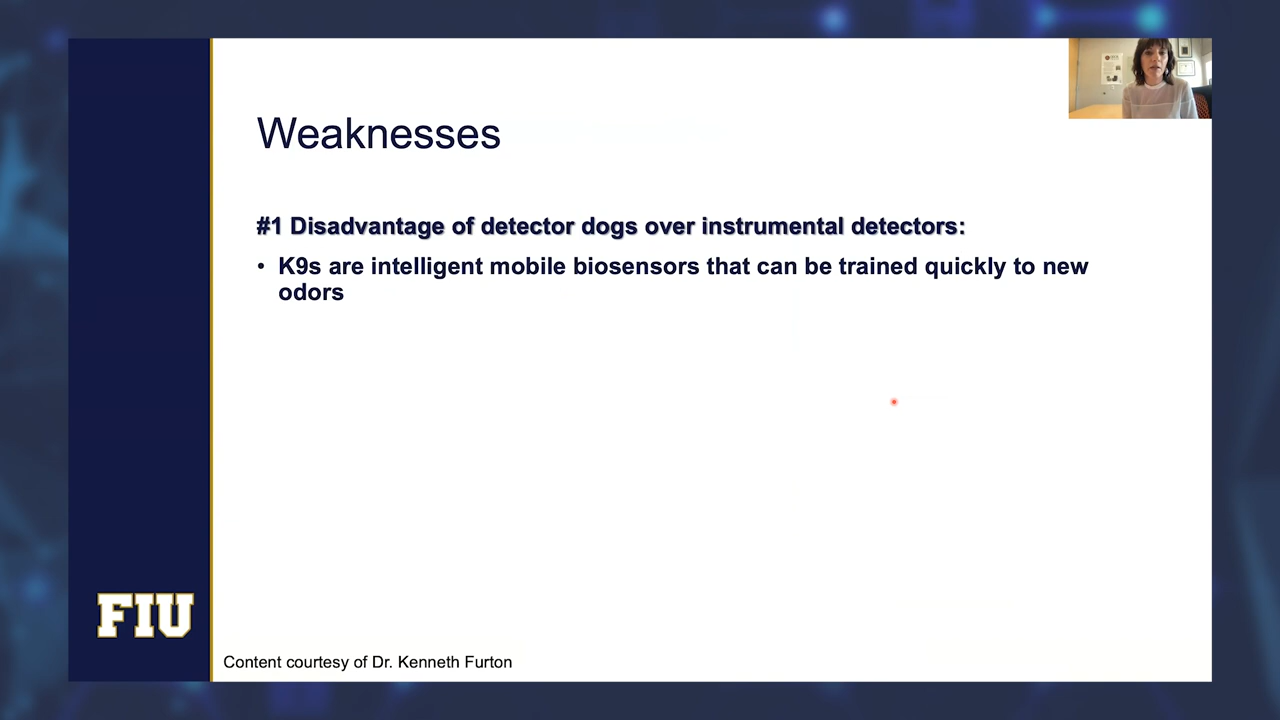 Weaknesses
#1 Disadvantage of detector dogs over instrumental detectors:
• K9s are intelligent mobile biosensors that can be trained quickly to new
odors
FIU
Content courtesy of Dr. Kenneth Furton